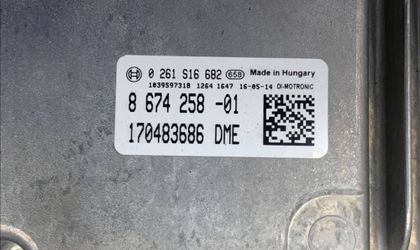 0 261 S16 682 658 Made in Hungary
1039S97318 1264 1647 16-05-14 DI-MOTRONIC
8 674 258 -01
170483686 DME